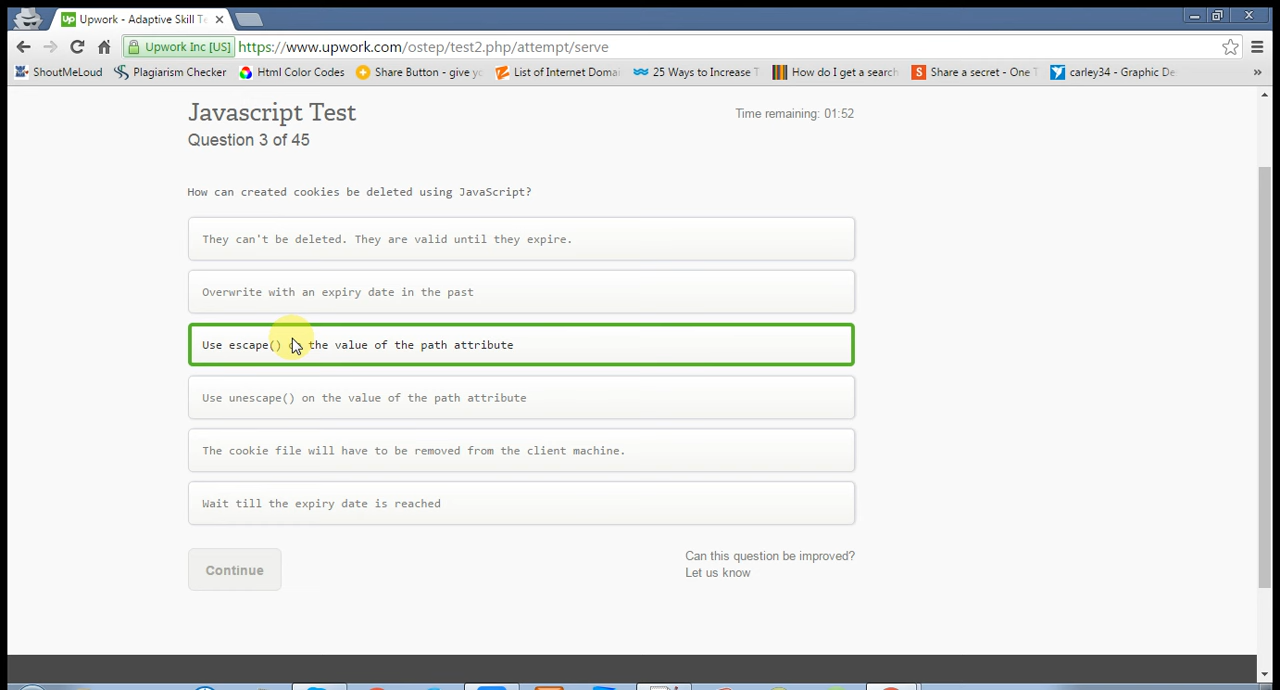 Upwork - Adaptive Skill Te
Upwork Inc [US] https://www.upwork.com/ostep/test2.php/attempt/serve
ShoutMeLoud Plagiarism Checker Html Color Codes Share Button - give yo List of Internet Domai 25 Ways to Increase T How do I get a search Share a secret - One T carley34 - Graphic De
Javascript Test
Time remaining: 01:52
Question 3 of 45
How can created cookies be deleted using JavaScript?
They can't be deleted. They are valid until they expire.
Overwrite with an expiry date in the past
Use escape() on the value of the path attribute
Use unescape() on the value of the path attribute
The cookie file will have to be removed from the client machine.
Wait till the expiry date is reached
Continue
Can this question be improved?
Let us know